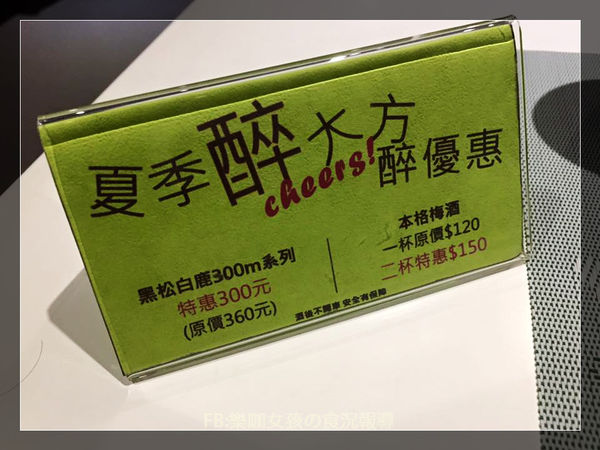 夏季醉大方
cheers!
醉優惠
黑松白鹿300m系列
特惠300元
(原價360元)
本格梅酒
一杯原價$120
二杯特惠$150
酒後不開車 安全有保障
FB:樂咖女孩の食況報導